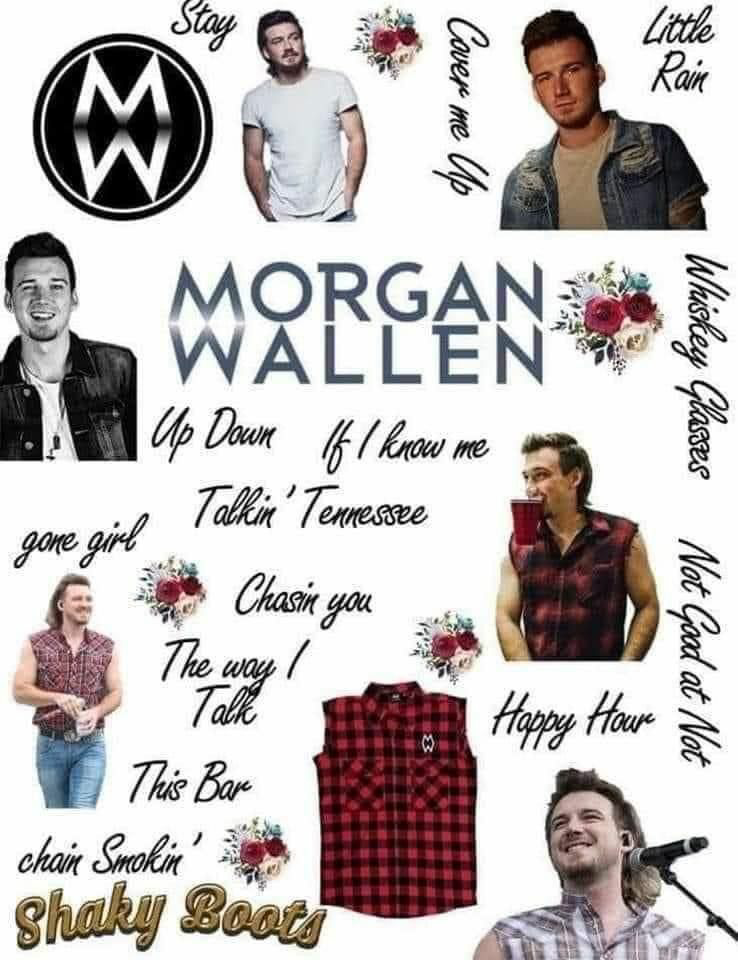 Stay
Cover me Up
Little
Rain
MW
MORGAN
WALLEN
Whiskey Glasses
Up Down
If I know me
Talkin' Tennessee
gone girl
Chasin you
The way I
Talk
Not Good at Not
Happy Hour
This Bar
chain Smokin'
Shaky Boots